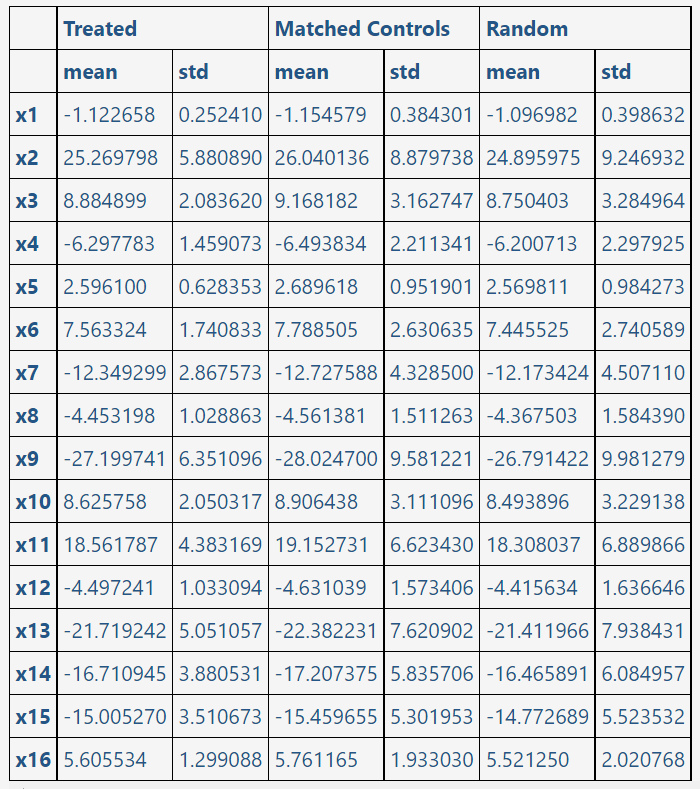 Treated Matched Controls Random
mean std mean std mean std
x1 -1.122658 0.252410 -1.154579 0.384301 -1.096982 0.398632
x2 25.269798 5.880890 26.040136 8.879738 24.895975 9.246932
x3 8.884899 2.083620 9.168182 3.162747 8.750403 3.284964
x4 -6.297783 1.459073 -6.493834 2.211341 -6.200713 2.297925
x5 2.596100 0.628353 2.689618 0.951901 2.569811 0.984273
x6 7.563324 1.740833 7.788505 2.630635 7.445525 2.740589
x7 -12.349299 2.867573 -12.727588 4.328500 -12.173424 4.507110
x8 -4.453198 1.028863 -4.561381 1.511263 -4.367503 1.584390
x9 -27.199741 6.351096 -28.024700 9.581221 -26.791422 9.981279
x10 8.625758 2.050317 8.906438 3.111096 8.493896 3.229138
x11 18.561787 4.383169 19.152731 6.623430 18.308037 6.889866
x12 -4.497241 1.033094 -4.631039 1.573406 -4.415634 1.636646
x13 -21.719242 5.051057 -22.382231 7.620902 -21.411966 7.938431
x14 -16.710945 3.880531 -17.207375 5.835706 -16.465891 6.084957
x15 -15.005270 3.510673 -15.459655 5.301953 -14.772689 5.523532
x16 5.605534 1.299088 5.761165 1.933030 5.521250 2.020768